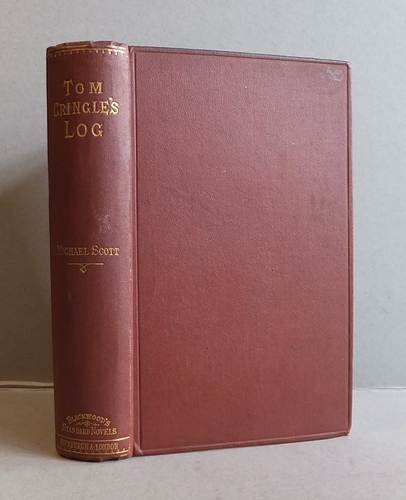 TOM
CRINGLE'S
LOG
MICHAEL SCOTT
BLACKWOOD'S
STANDARD NOVELS
EDINBURGH & LONDON